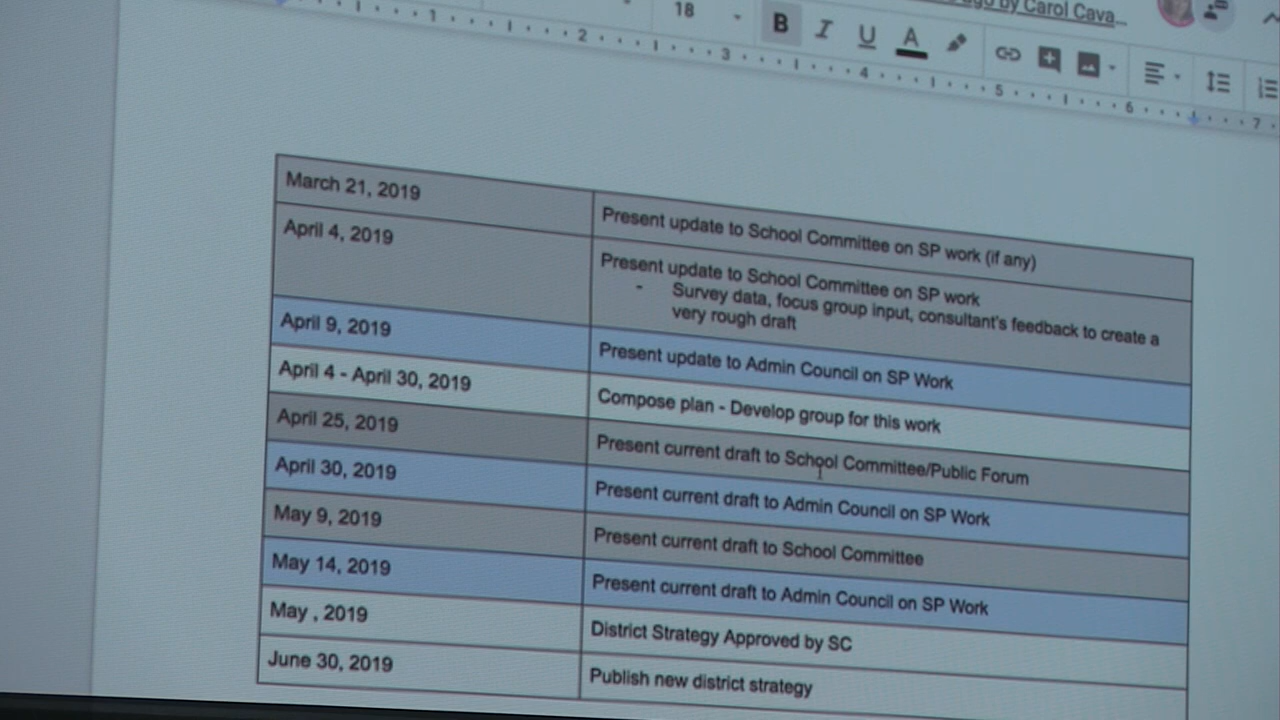 ago by Carol Cava...
18 B I U A
1 2 3 4 5 6 7
March 21, 2019
Present update to School Committee on SP work (if any)
April 4, 2019
Present update to School Committee on SP work
- Survey data, focus group input, consultant's feedback to create a
very rough draft
April 9, 2019
Present update to Admin Council on SP Work
April 4 - April 30, 2019
Compose plan - Develop group for this work
April 25, 2019
Present current draft to School Committee/Public Forum
April 30, 2019
Present current draft to Admin Council on SP Work
May 9, 2019
Present current draft to School Committee
May 14, 2019
Present current draft to Admin Council on SP Work
May , 2019
District Strategy Approved by SC
June 30, 2019
Publish new district strategy